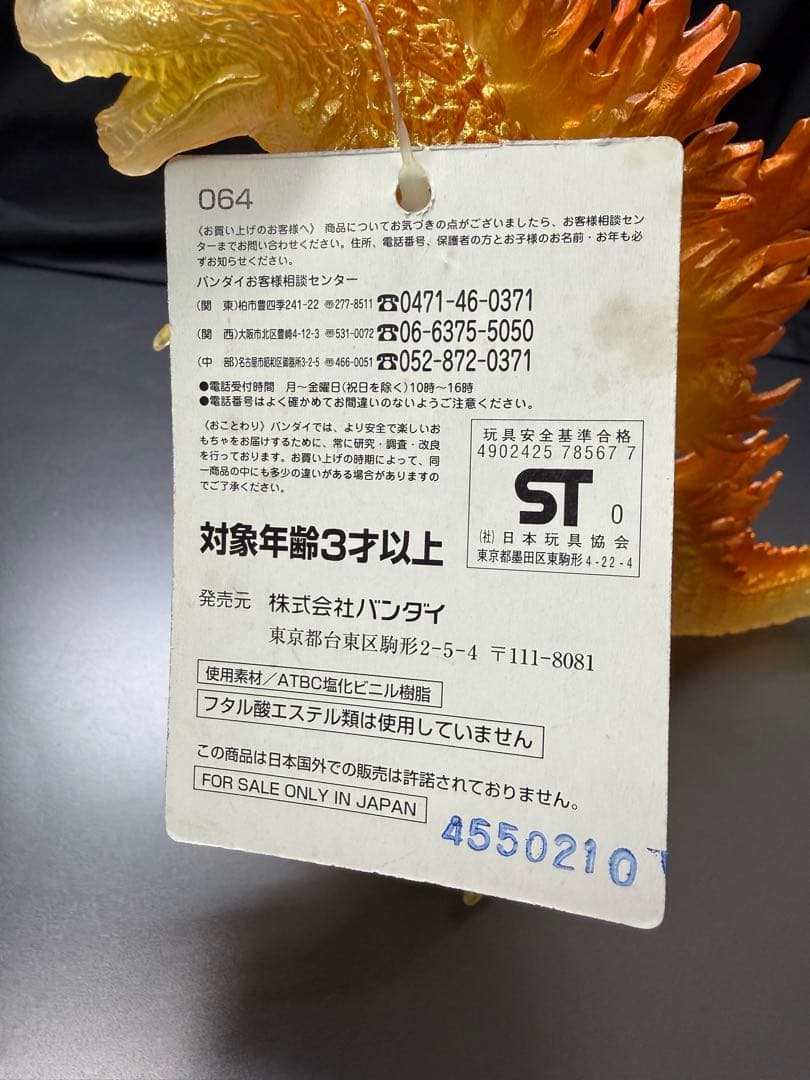 064
〈お買い上げのお客様へ〉 商品についてお気づきの点がございましたら、お客様相談セン
ターまでお問い合わせください。住所、電話番号、保護者の方とお子様のお名前・お年も必
ずお知らせください。
バンダイお客様相談センター
(関 東)柏市豊四季241-22 〠277-8511 ☎0471-46-0371
(関 西)大阪市北区豊崎4-12-3 〠531-0072 ☎06-6375-5050
(中 部)名古屋市昭和区御器所3-2-5 〠466-0051 ☎052-872-0371
●電話受付時間 月〜金曜日(祝日を除く)10時〜16時
●電話番号はよく確かめてお間違いのないようご注意ください。
〈おことわり〉バンダイでは、より安全で楽しいお
もちゃをお届けするために、常に研究・調査・改良
を行っております。お買い上げの時期によって、同
一商品の中にも多少の違いがある場合がありますの
でご了承ください。
玩具安全基準合格
4902425 78567 7
ST 0
(社)日本玩具協会
東京都墨田区東駒形4-22-4
対象年齢3才以上
発売元 株式会社バンダイ
東京都台東区駒形2-5-4 〒111-8081
使用素材/ATBC塩化ビニル樹脂
フタル酸エステル類は使用していません
この商品は日本国外での販売は許諾されておりません。
FOR SALE ONLY IN JAPAN
4550210